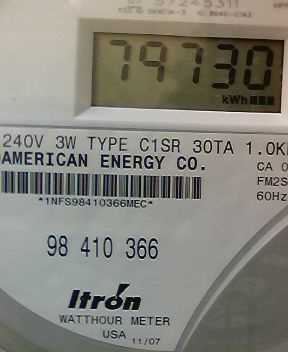 79730
kWh
240V 3W TYPE C1SR 30TA 1.0K
AMERICAN ENERGY CO.
CA 0
FM2S
60Hz
*1NFS98410366MEC*
98 410 366
Itron
WATTHOUR METER
USA 11/07